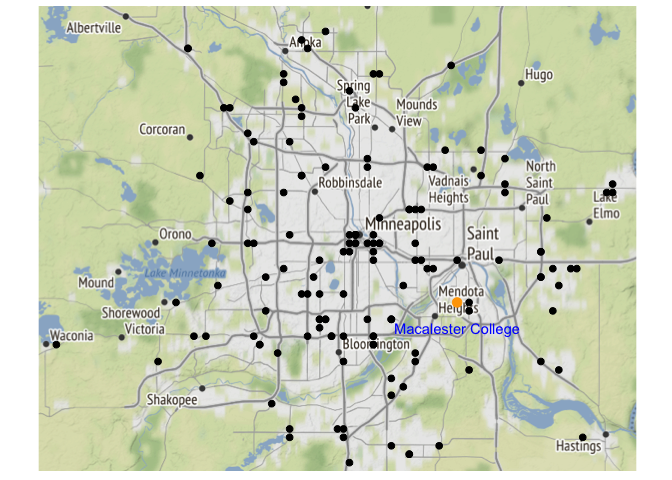 Albertville
Anoka
Hugo
Spring
Lake
Park
Mounds
View
Corcoran
North
Saint
Paul
Vadnais
Heights
Robbinsdale
Lake
Elmo
Minneapolis
Saint
Paul
Orono
Lake Minnetonka
Mound
Mendota
Heights
Shorewood
Victoria
Waconia
Macalester College
Bloomington
Shakopee
Hastings